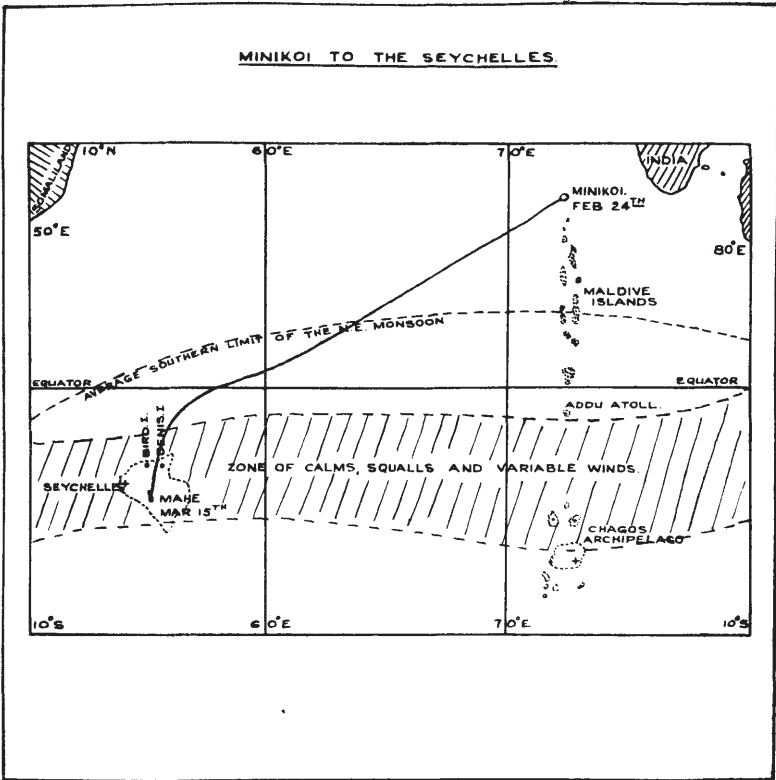 MINIKOI TO THE SEYCHELLES.
SOMALILAND
10°N
60°E
70°E
INDIA
50°E
MINIKOI.
FEB 24TH
80°E
MALDIVE
ISLANDS
AVERAGE SOUTHERN LIMIT OF THE N.E. MONSOON
EQUATOR
EQUATOR
ADDU ATOLL.
BIRD. I.
DENIS. I
ZONE OF CALMS, SQUALLS AND VARIABLE WINDS.
SEYCHELLES
MAHE
MAR 15TH
CHAGOS
ARCHIPELAGO
10°S
60°E
70°E
10°S